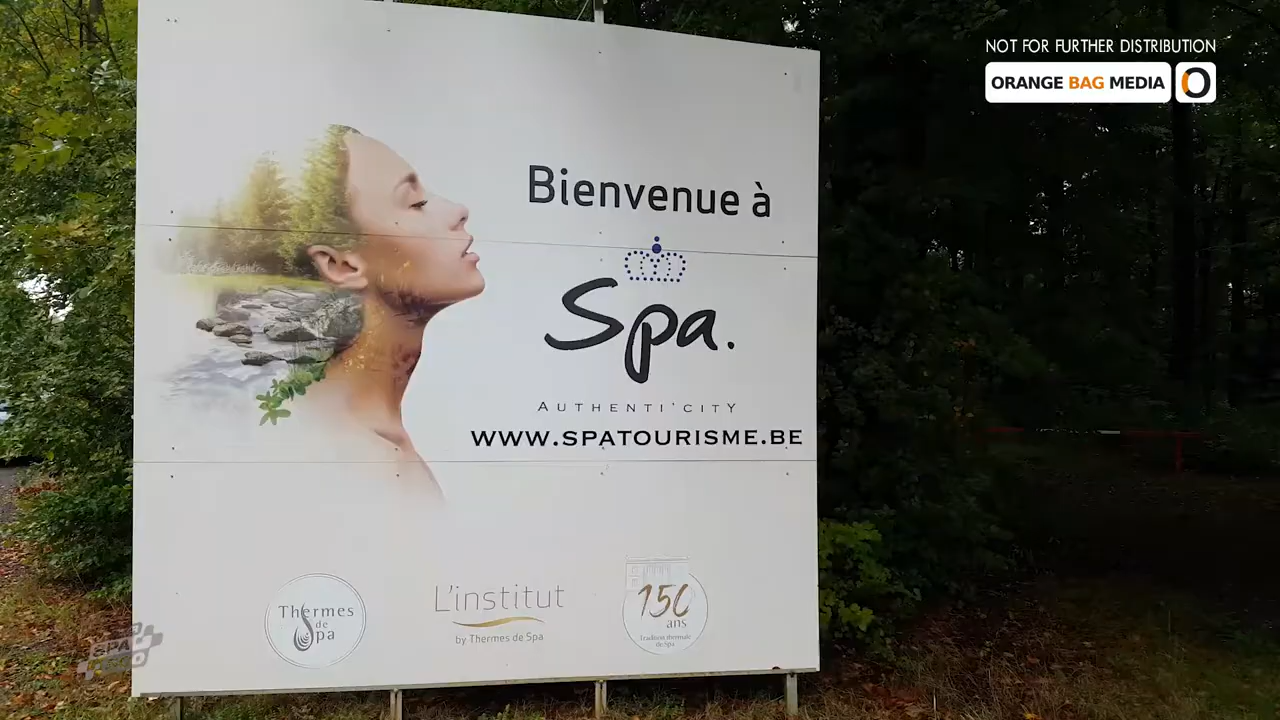 NOT FOR FURTHER DISTRIBUTION
ORANGE BAG MEDIA
Bienvenue à
Spa.
AUTHENTI'CITY
WWW.SPATOURISME.BE
Thermes
de
Spa
L'institut
by Thermes de Spa
150
ans
Tradition thermale
de Spa
SPA